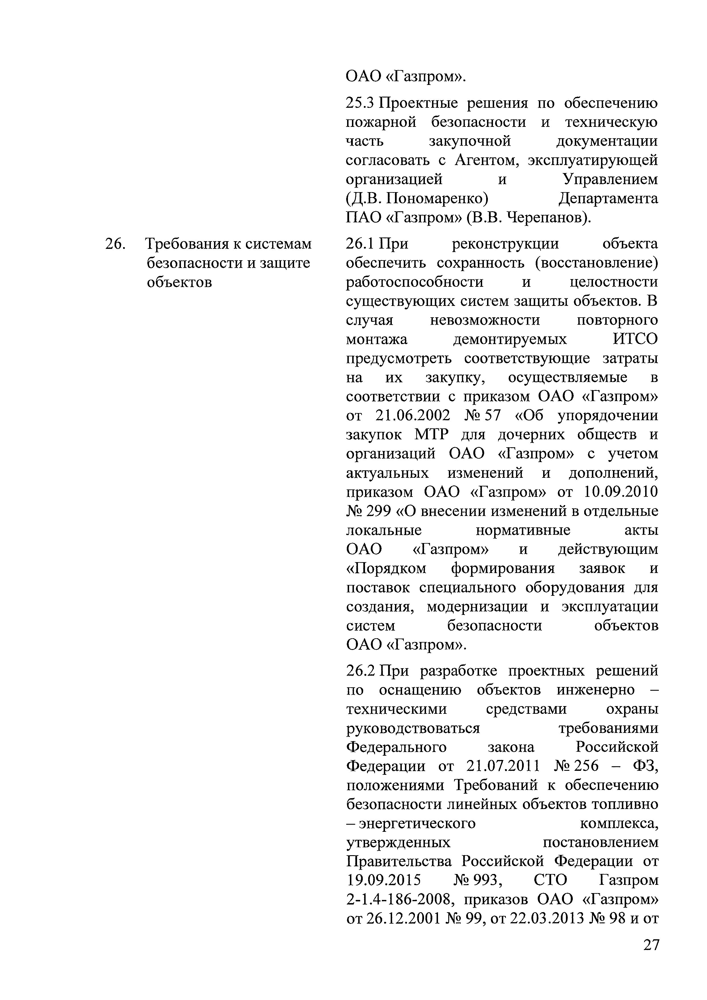 ОАО «Газпром».
25.3 Проектные решения по обеспечению
пожарной безопасности и техническую
часть закупочной документации
согласовать с Агентом, эксплуатирующей
организацией и Управлением
(Д.В. Пономаренко) Департамента
ПАО «Газпром» (В.В. Черепанов).
26. Требования к системам
безопасности и защите
объектов
26.1 При реконструкции объекта
обеспечить сохранность (восстановление)
работоспособности и целостности
существующих систем защиты объектов. В
случая невозможности повторного
монтажа демонтируемых ИТСО
предусмотреть соответствующие затраты
на их закупку, осуществляемые в
соответствии с приказом ОАО «Газпром»
от 21.06.2002 № 57 «Об упорядочении
закупок МТР для дочерних обществ и
организаций ОАО «Газпром» с учетом
актуальных изменений и дополнений,
приказом ОАО «Газпром» от 10.09.2010
№ 299 «О внесении изменений в отдельные
локальные нормативные акты
ОАО «Газпром» и действующим
«Порядком формирования заявок и
поставок специального оборудования для
создания, модернизации и эксплуатации
систем безопасности объектов
ОАО «Газпром».
26.2 При разработке проектных решений
по оснащению объектов инженерно –
техническими средствами охраны
руководствоваться требованиями
Федерального закона Российской
Федерации от 21.07.2011 № 256 – ФЗ,
положениями Требований к обеспечению
безопасности линейных объектов топливно
– энергетического комплекса,
утвержденных постановлением
Правительства Российской Федерации от
19.09.2015 № 993, СТО Газпром
2-1.4-186-2008, приказов ОАО «Газпром»
от 26.12.2001 № 99, от 22.03.2013 № 98 и от
27